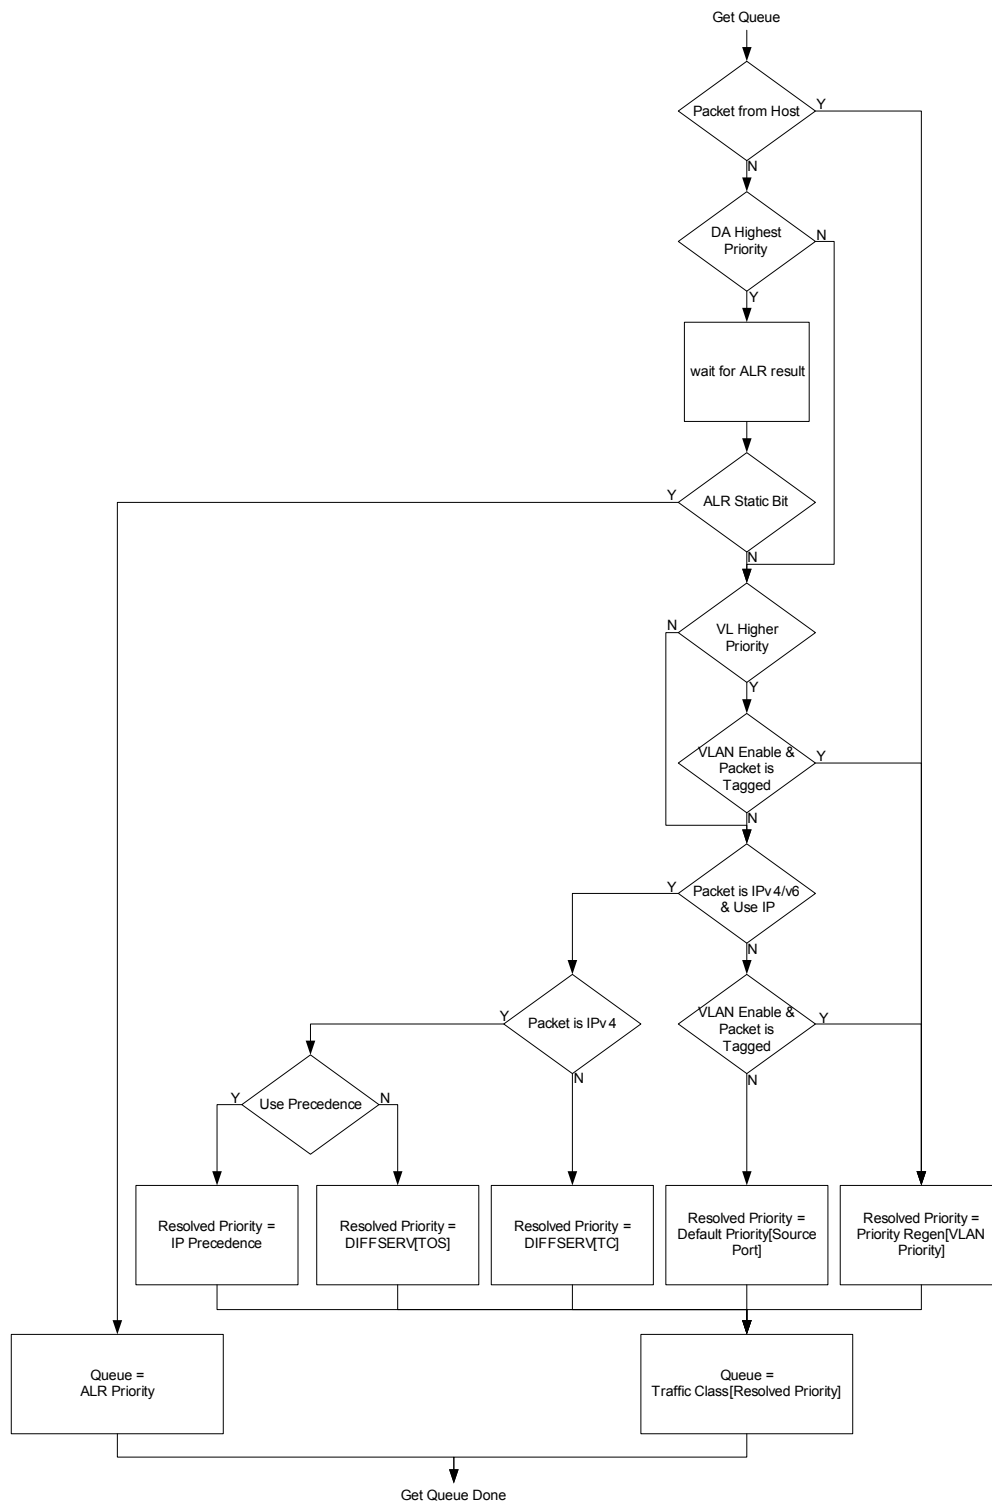 Get Queue
Packet from Host
Y
N
DA Highest
Priority
N
Y
wait for ALR result
Y
ALR Static Bit
N
N
VL Higher
Priority
Y
VLAN Enable &
Packet is
Tagged
Y
N
Y
Packet is IPv4/v6
& Use IP
N
Y
Packet is IPv4
VLAN Enable &
Packet is
Tagged
Y
N
N
Y
Use Precedence
N
Resolved Priority =
IP Precedence
Resolved Priority =
DIFFSERV[TOS]
Resolved Priority =
DIFFSERV[TC]
Resolved Priority =
Default Priority[Source
Port]
Resolved Priority =
Priority Regen[VLAN
Priority]
Queue =
ALR Priority
Queue =
Traffic Class[Resolved Priority]
Get Queue Done